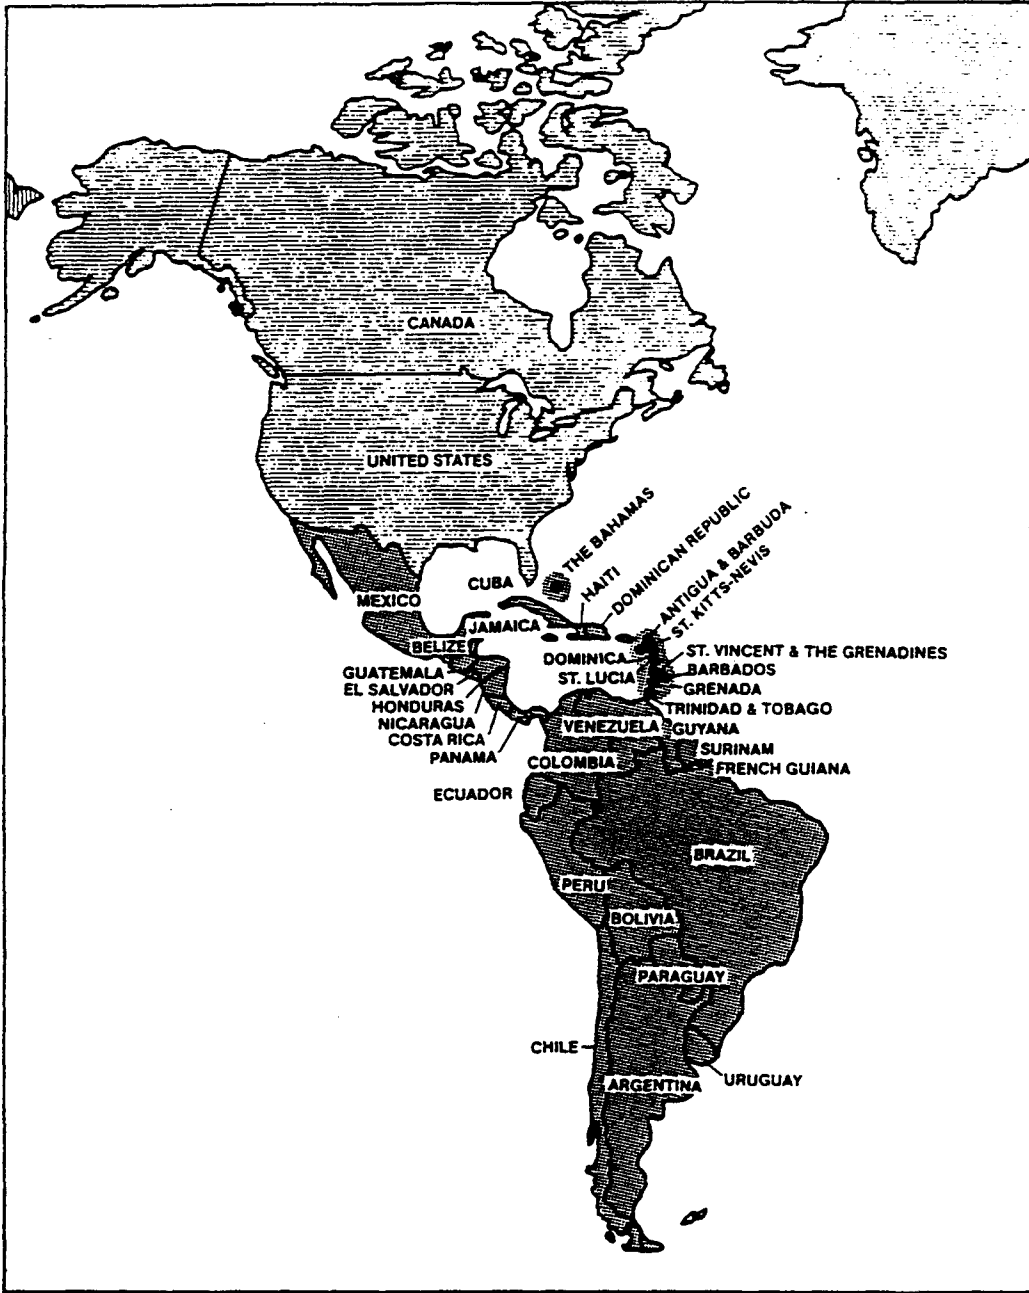 CANADA
UNITED STATES
THE BAHAMAS
DOMINICAN REPUBLIC
ANTIGUA & BARBUDA
ST. KITTS-NEVIS
HAITI
CUBA
MEXICO
JAMAICA
BELIZE
DOMINICA
ST. VINCENT & THE GRENADINES
ST. LUCIA
BARBADOS
GUATEMALA
GRENADA
EL SALVADOR
HONDURAS
TRINIDAD & TOBAGO
NICARAGUA
VENEZUELA
GUYANA
COSTA RICA
SURINAM
PANAMA
COLOMBIA
FRENCH GUIANA
ECUADOR
BRAZIL
PERU
BOLIVIA
PARAGUAY
CHILE
ARGENTINA
URUGUAY